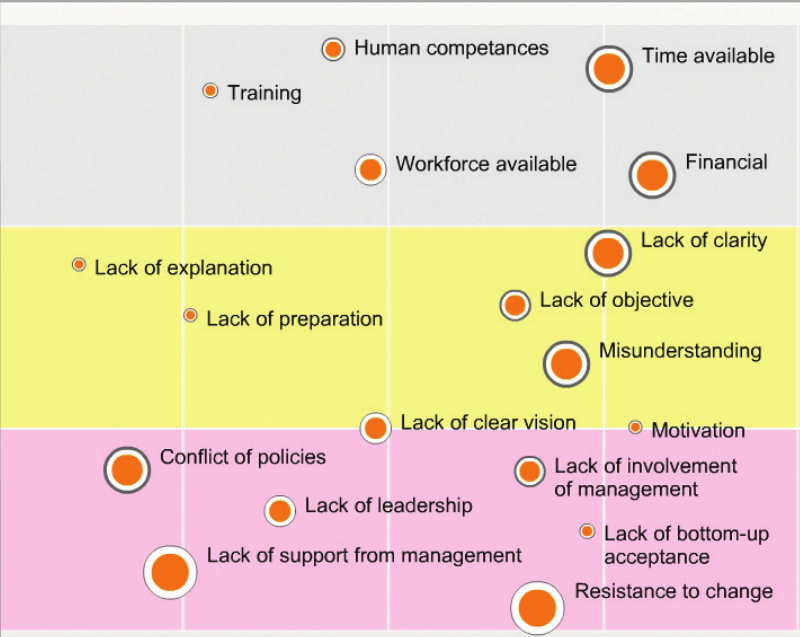 Human competances
Time available
Training
Workforce available
Financial
Lack of clarity
Lack of explanation
Lack of objective
Lack of preparation
Misunderstanding
Lack of clear vision
Motivation
Conflict of policies
Lack of involvement
of management
Lack of leadership
Lack of bottom-up
acceptance
Lack of support from management
Resistance to change